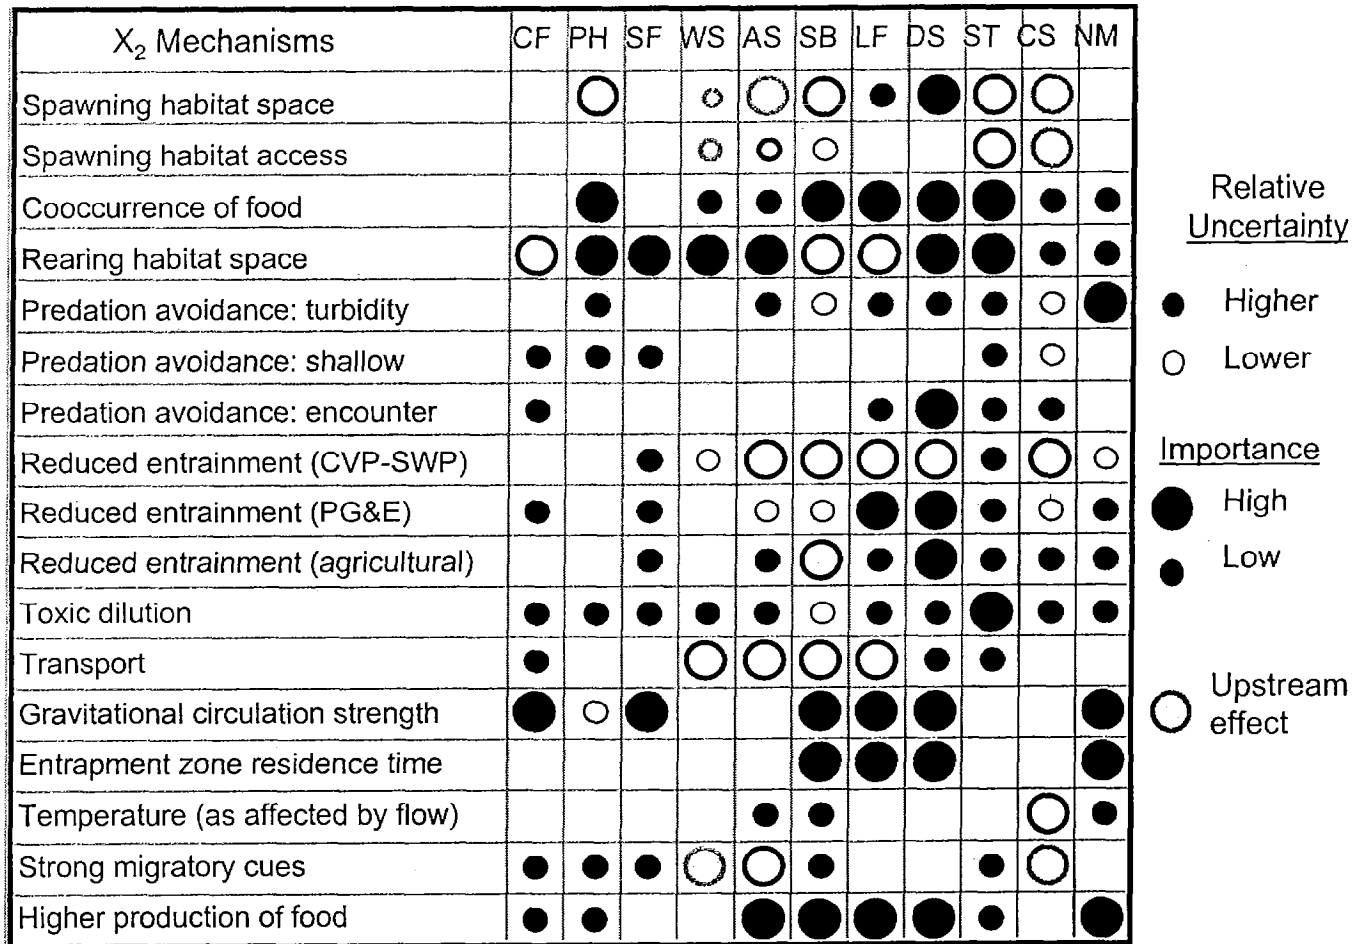 X₂ Mechanisms CF PH SF WS AS SB LF DS ST CS NM
Spawning habitat space
Spawning habitat access
Cooccurrence of food
Rearing habitat space
Predation avoidance: turbidity
Predation avoidance: shallow
Predation avoidance: encounter
Reduced entrainment (CVP-SWP)
Reduced entrainment (PG&E)
Reduced entrainment (agricultural)
Toxic dilution
Transport
Gravitational circulation strength
Entrapment zone residence time
Temperature (as affected by flow)
Strong migratory cues
Higher production of food
Relative
Uncertainty
Higher
Lower
Importance
High
Low
Upstream
effect